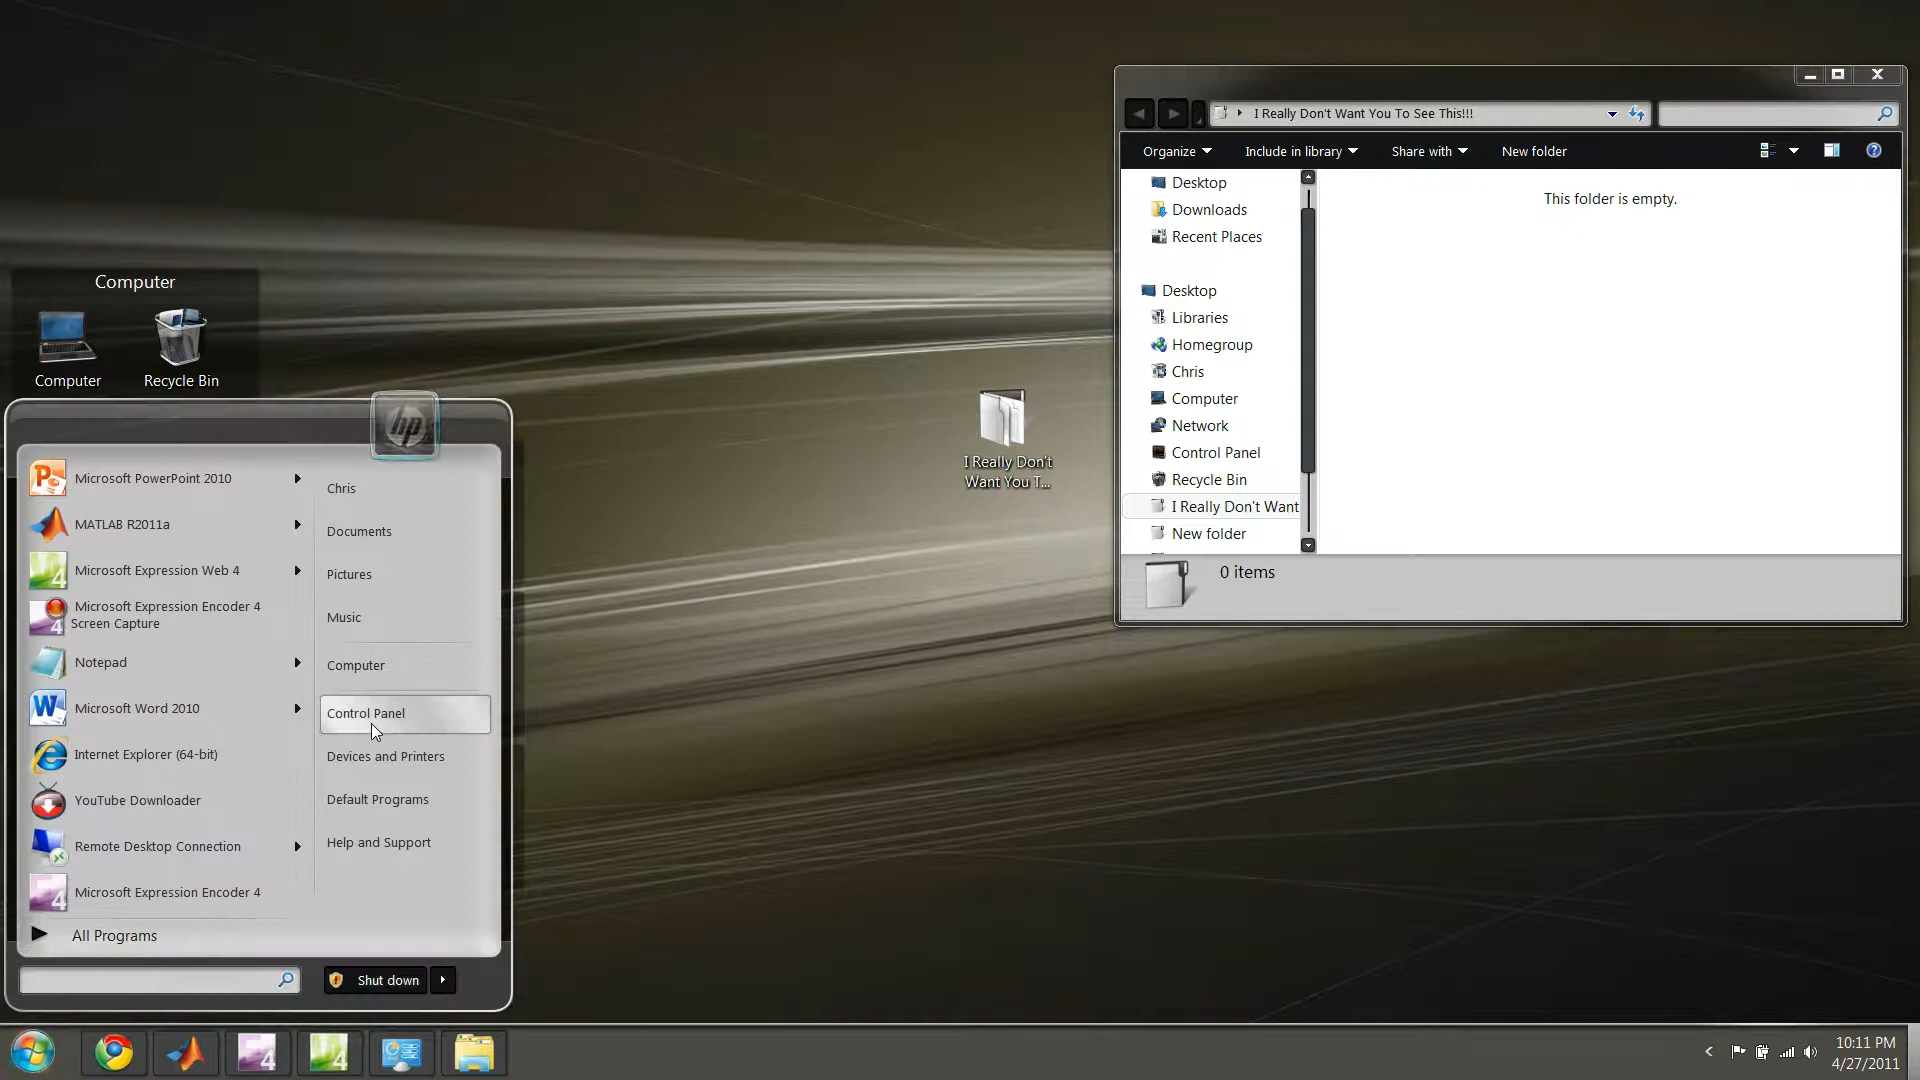 I Really Don't Want You To See This!!!
Organize
Include in library
Share with
New folder
Desktop
Downloads
Recent Places
Desktop
Libraries
Homegroup
Chris
Computer
Network
Control Panel
Recycle Bin
I Really Don't Want
New folder
This folder is empty.
0 items
Computer
Computer
Recycle Bin
I Really Don't
Want You T...
hp
Microsoft PowerPoint 2010
MATLAB R2011a
Microsoft Expression Web 4
Microsoft Expression Encoder 4
Screen Capture
Notepad
Microsoft Word 2010
Internet Explorer (64-bit)
YouTube Downloader
Remote Desktop Connection
Microsoft Expression Encoder 4
All Programs
Chris
Documents
Pictures
Music
Computer
Control Panel
Devices and Printers
Default Programs
Help and Support
Shut down
10:11 PM
4/27/2011